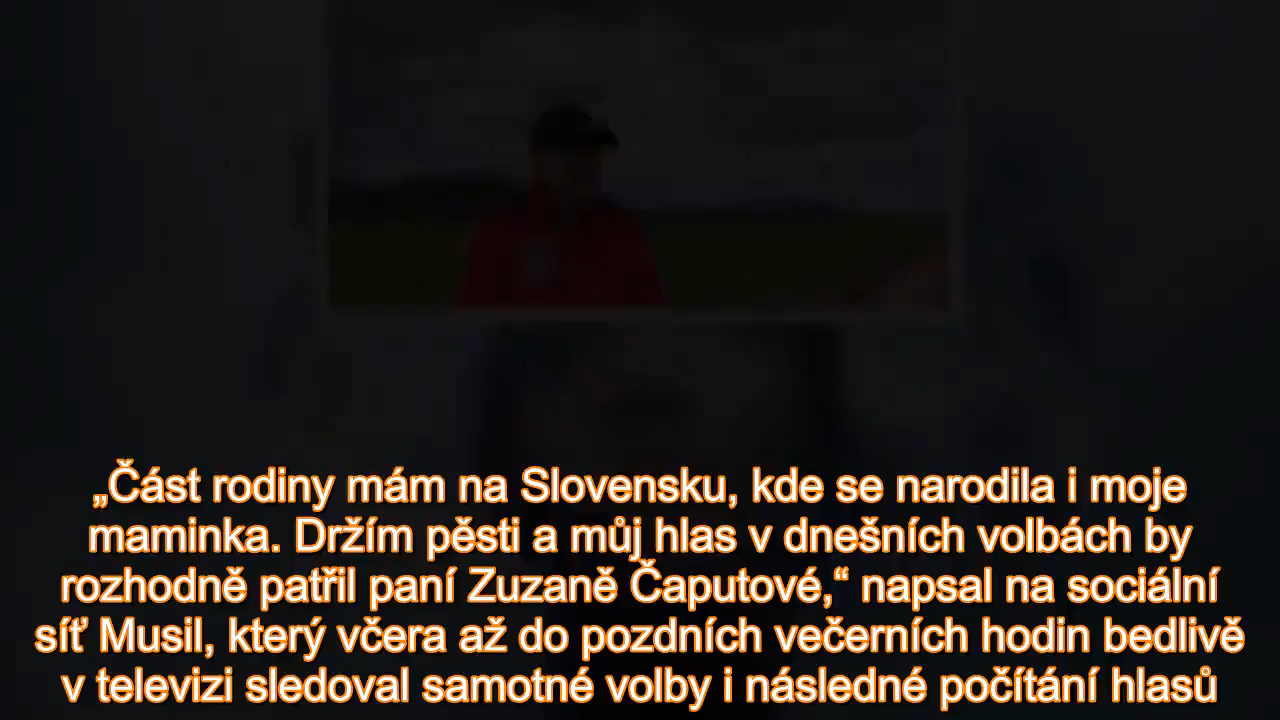 „Část rodiny mám na Slovensku, kde se narodila i moje
maminka. Držím pěsti a můj hlas v dnešních volbách by
rozhodně patřil paní Zuzaně Čaputové,“ napsal na sociální
síť Musil, který včera až do pozdních večerních hodin bedlivě
v televizi sledoval samotné volby i následné počítání hlasů